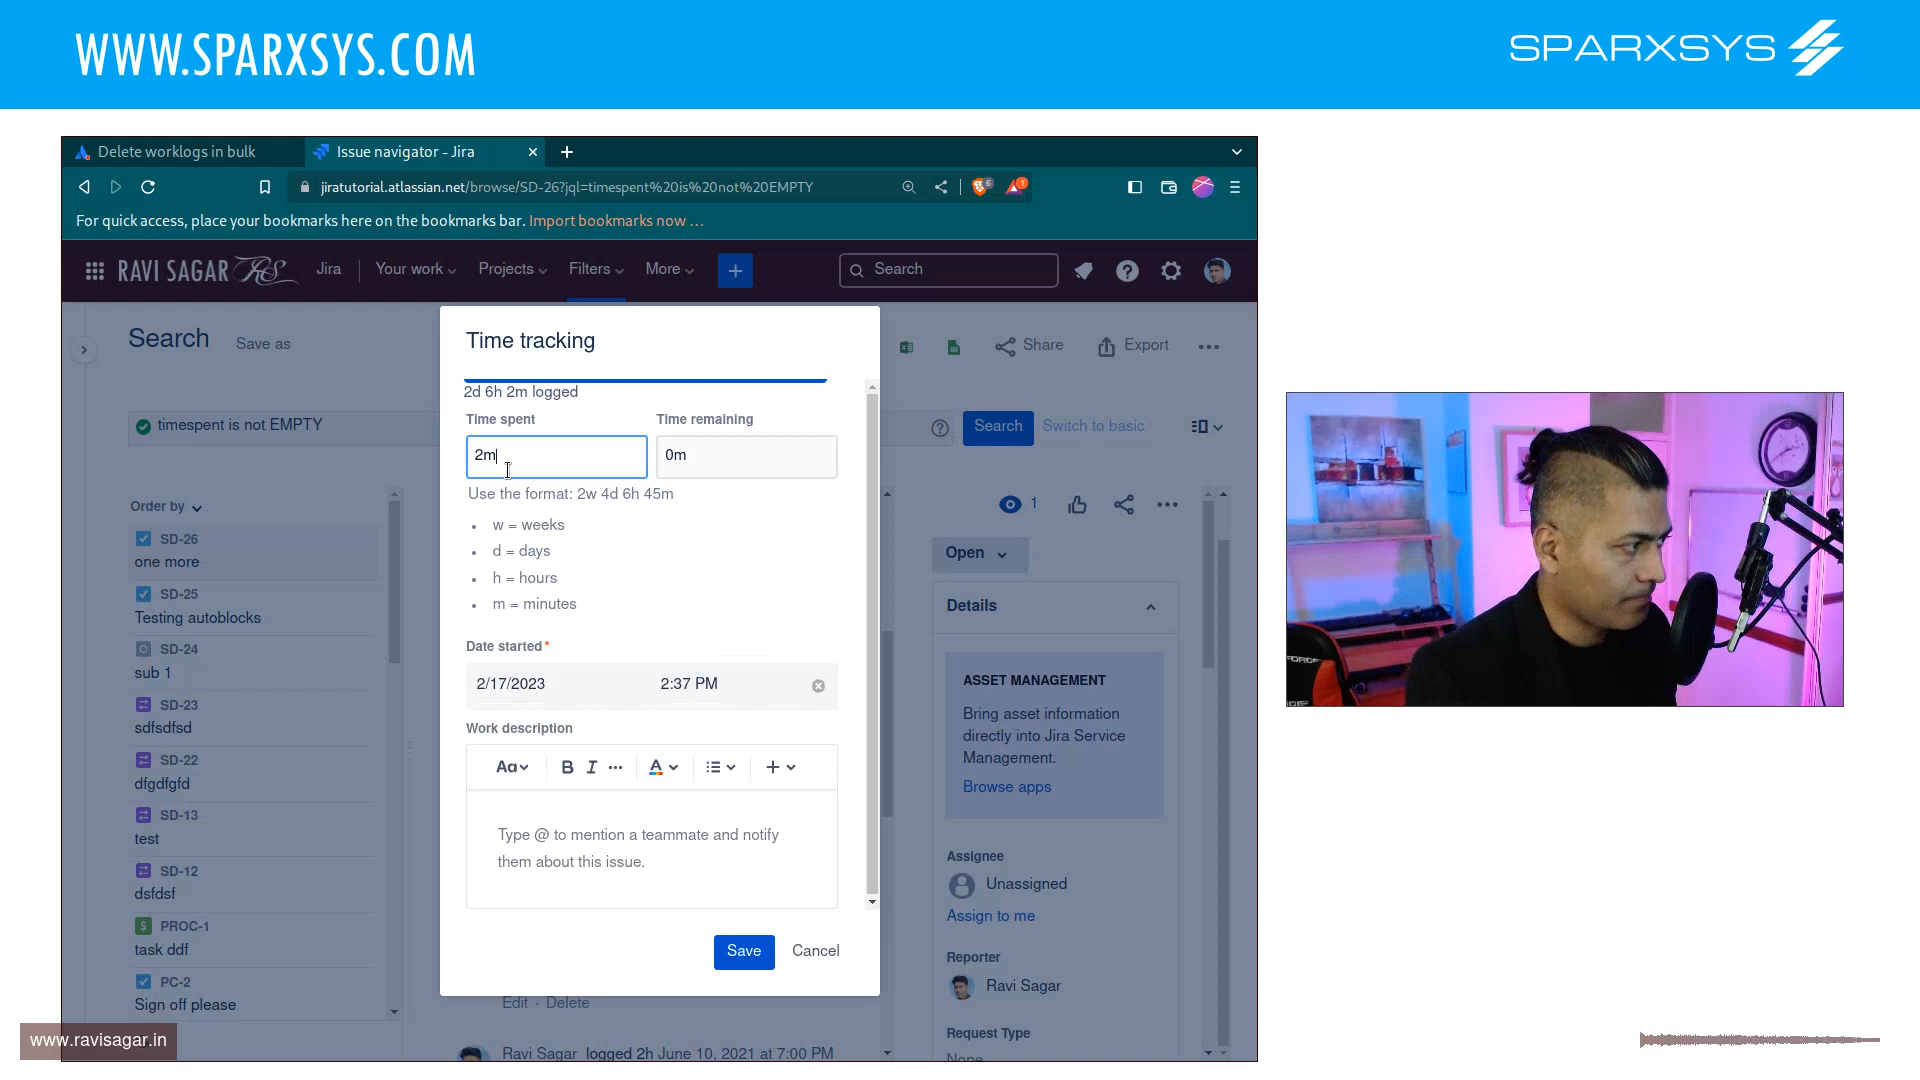 WWW.SPARXSYS.COM
SPARXSYS
Delete worklogs in bulk
Issue navigator - Jira
jiratutorial.atlassian.net/browse/SD-26?jql=timespent%20is%20not%20EMPTY
6
1
For quick access, place your bookmarks here on the bookmarks bar. Import bookmarks now …
RAVI SAGAR
Jira
Your work
Projects
Filters
More
Search
Search
Save as
Share
Export
timespent is not EMPTY
Search
Switch to basic
Order by
SD-26
one more
SD-25
Testing autoblocks
SD-24
sub 1
SD-23
sdfsdfsd
SD-22
dfgdfgfd
SD-13
test
SD-12
dsfdsf
PROC-1
task ddf
PC-2
Sign off please
Time tracking
2d 6h 2m logged
Time spent
Time remaining
2m
0m
Use the format: 2w 4d 6h 45m
w = weeks
d = days
h = hours
m = minutes
Date started *
2/17/2023
2:37 PM
Work description
Aa
B
I
A
Type @ to mention a teammate and notify
them about this issue.
Save
Cancel
Edit · Delete
Ravi Sagar logged 2h June 10, 2021 at 7:00 PM
1
Open
Details
ASSET MANAGEMENT
Bring asset information
directly into Jira Service
Management.
Browse apps
Assignee
Unassigned
Assign to me
Reporter
Ravi Sagar
Request Type
None
www.ravisagar.in